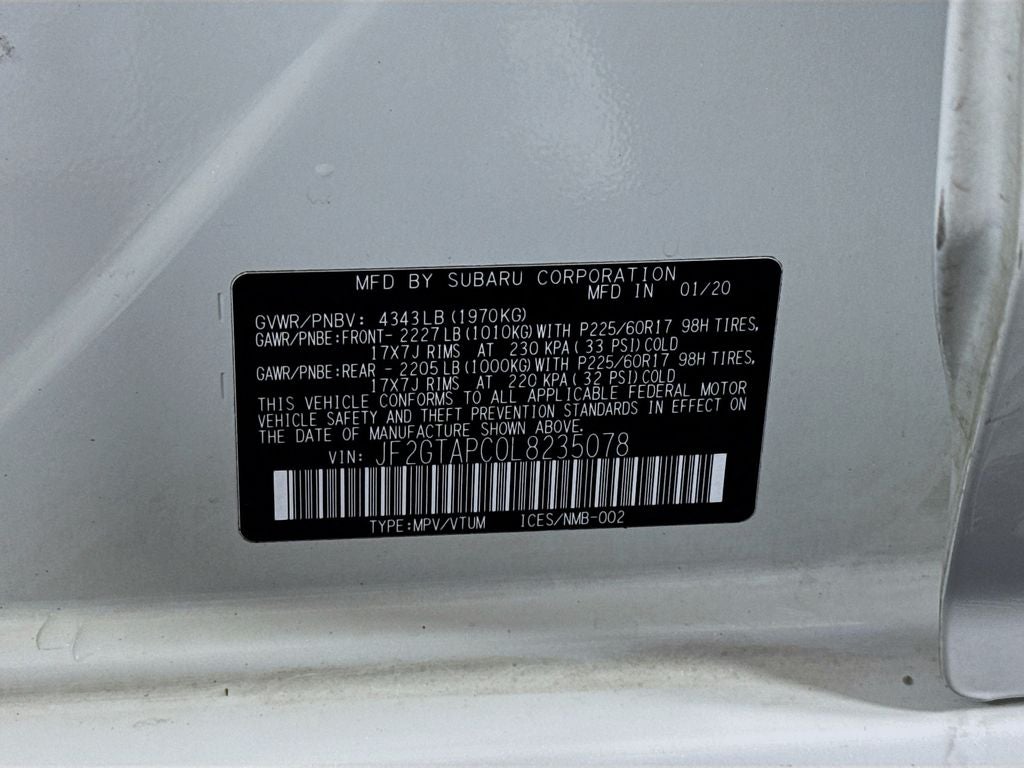 MFD BY SUBARU CORPORATION
MFD IN 01/20
GVWR/PNBV: 4343LB (1970KG)
GAWR/PNBE:FRONT- 2227LB (1010KG) WITH P225/60R17 98H TIRES,
17X7J RIMS AT 230 KPA ( 33 PSI) COLD
GAWR/PNBE:REAR - 2205LB (1000KG) WITH P225/60R17 98H TIRES,
17X7J RIMS AT 220 KPA ( 32 PSI) COLD
THIS VEHICLE CONFORMS TO ALL APPLICABLE FEDERAL MOTOR
VEHICLE SAFETY AND THEFT PREVENTION STANDARDS IN EFFECT ON
THE DATE OF MANUFACTURE SHOWN ABOVE.
VIN: JF2GTAPC0L8235078
TYPE:MPV/VTUM ICES/NMB-002